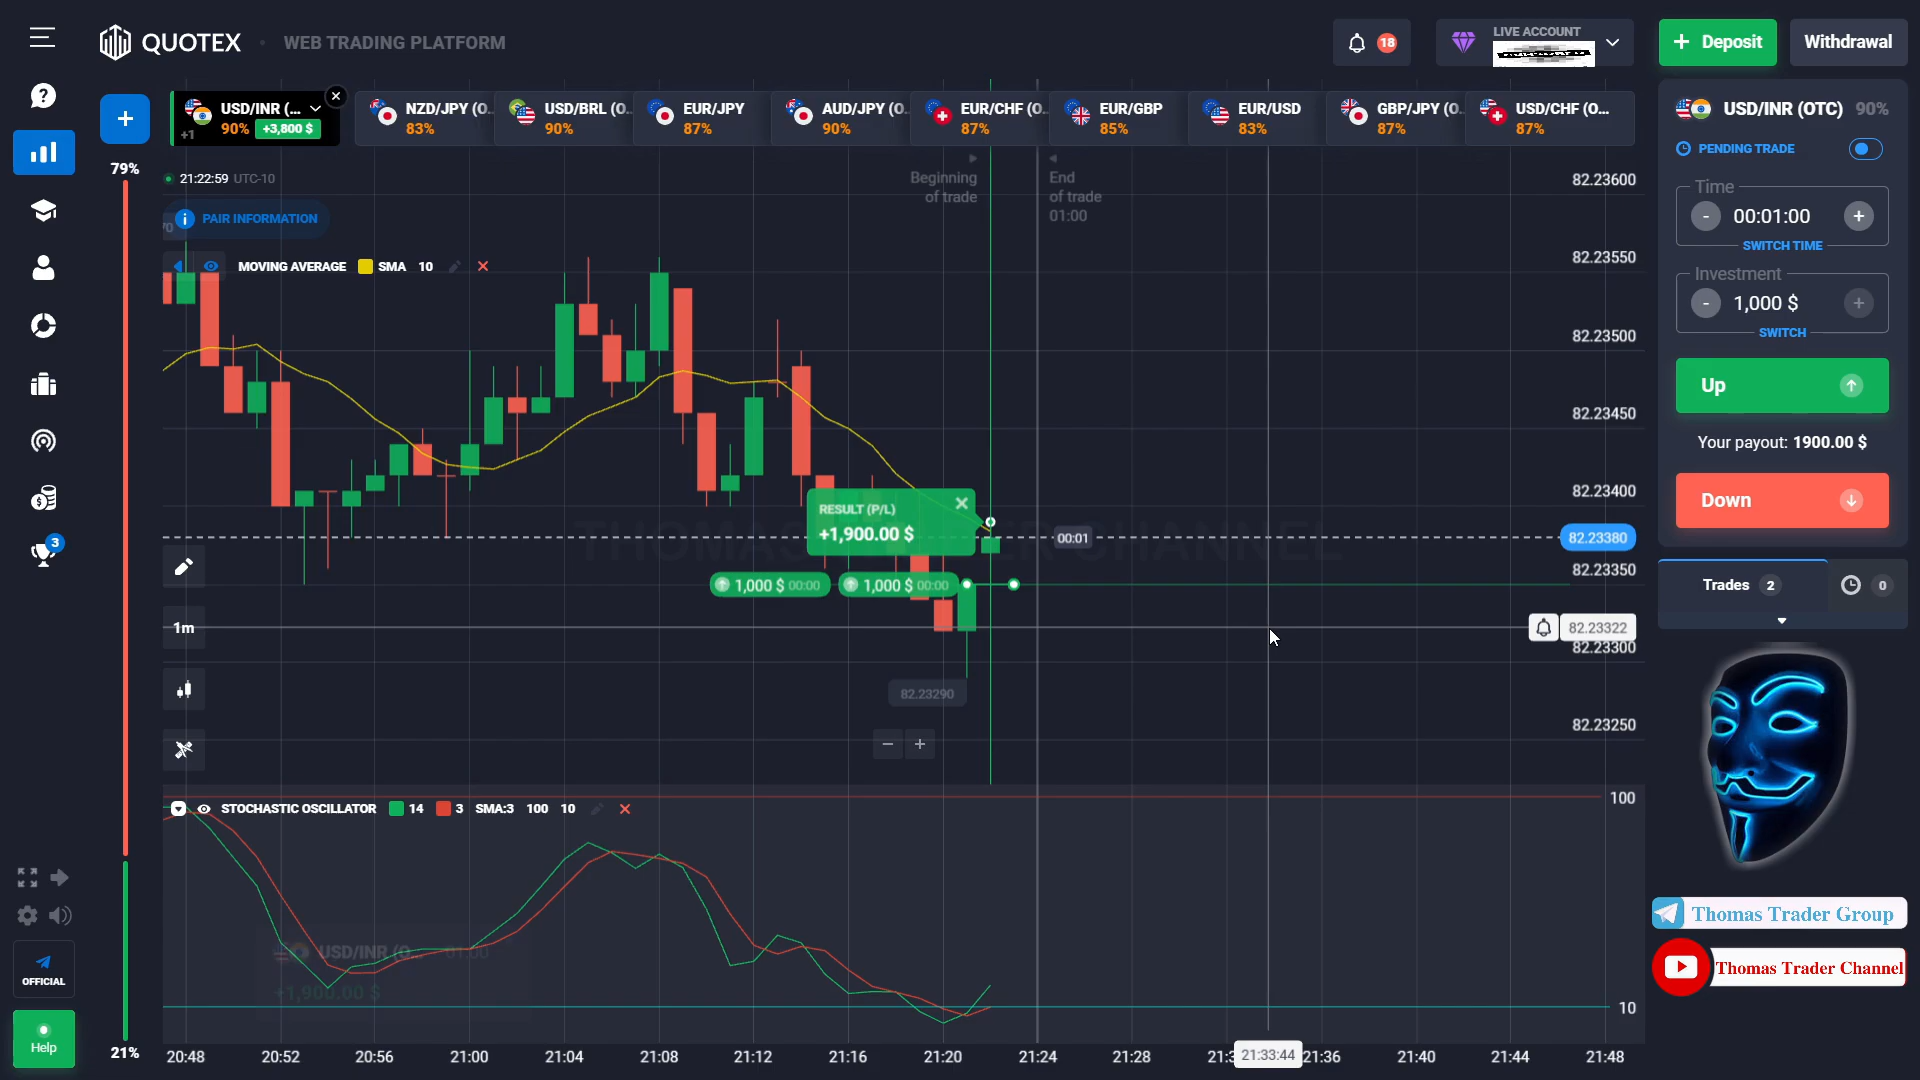 QUOTEX
WEB TRADING PLATFORM
18
LIVE ACCOUNT
+ Deposit
Withdrawal
+
USD/INR (...
+1
90% +3,800 $
NZD/JPY (O...
83%
USD/BRL (O...
90%
EUR/JPY
87%
AUD/JPY (O...
90%
EUR/CHF (O...
87%
EUR/GBP
85%
EUR/USD
83%
GBP/JPY (O...
87%
USD/CHF (O...
87%
79%
21:22:59 UTC-10
PAIR INFORMATION
MOVING AVERAGE SMA 10
Beginning
of trade
End
of trade
01:00
82.23600
82.23550
82.23500
82.23450
82.23400
82.23380
82.23350
82.23322
82.23300
82.23250
RESULT (P/L)
+1,900.00 $
00:01
1,000 $ 00:00
1,000 $ 00:00
82.23290
1m
STOCHASTIC OSCILLATOR 14 3 SMA:3 100 10
100
10
USD/INR (O... 01:00
+1,900.00 $
20:48
20:52
20:56
21:00
21:04
21:08
21:12
21:16
21:20
21:24
21:28
21:33:44
21:36
21:40
21:44
21:48
21%
3
OFFICIAL
Help
USD/INR (OTC) 90%
PENDING TRADE
Time
- 00:01:00 +
SWITCH TIME
Investment
- 1,000 $ +
SWITCH
Up
Your payout: 1900.00 $
Down
Trades 2
0
Thomas Trader Group
Thomas Trader Channel